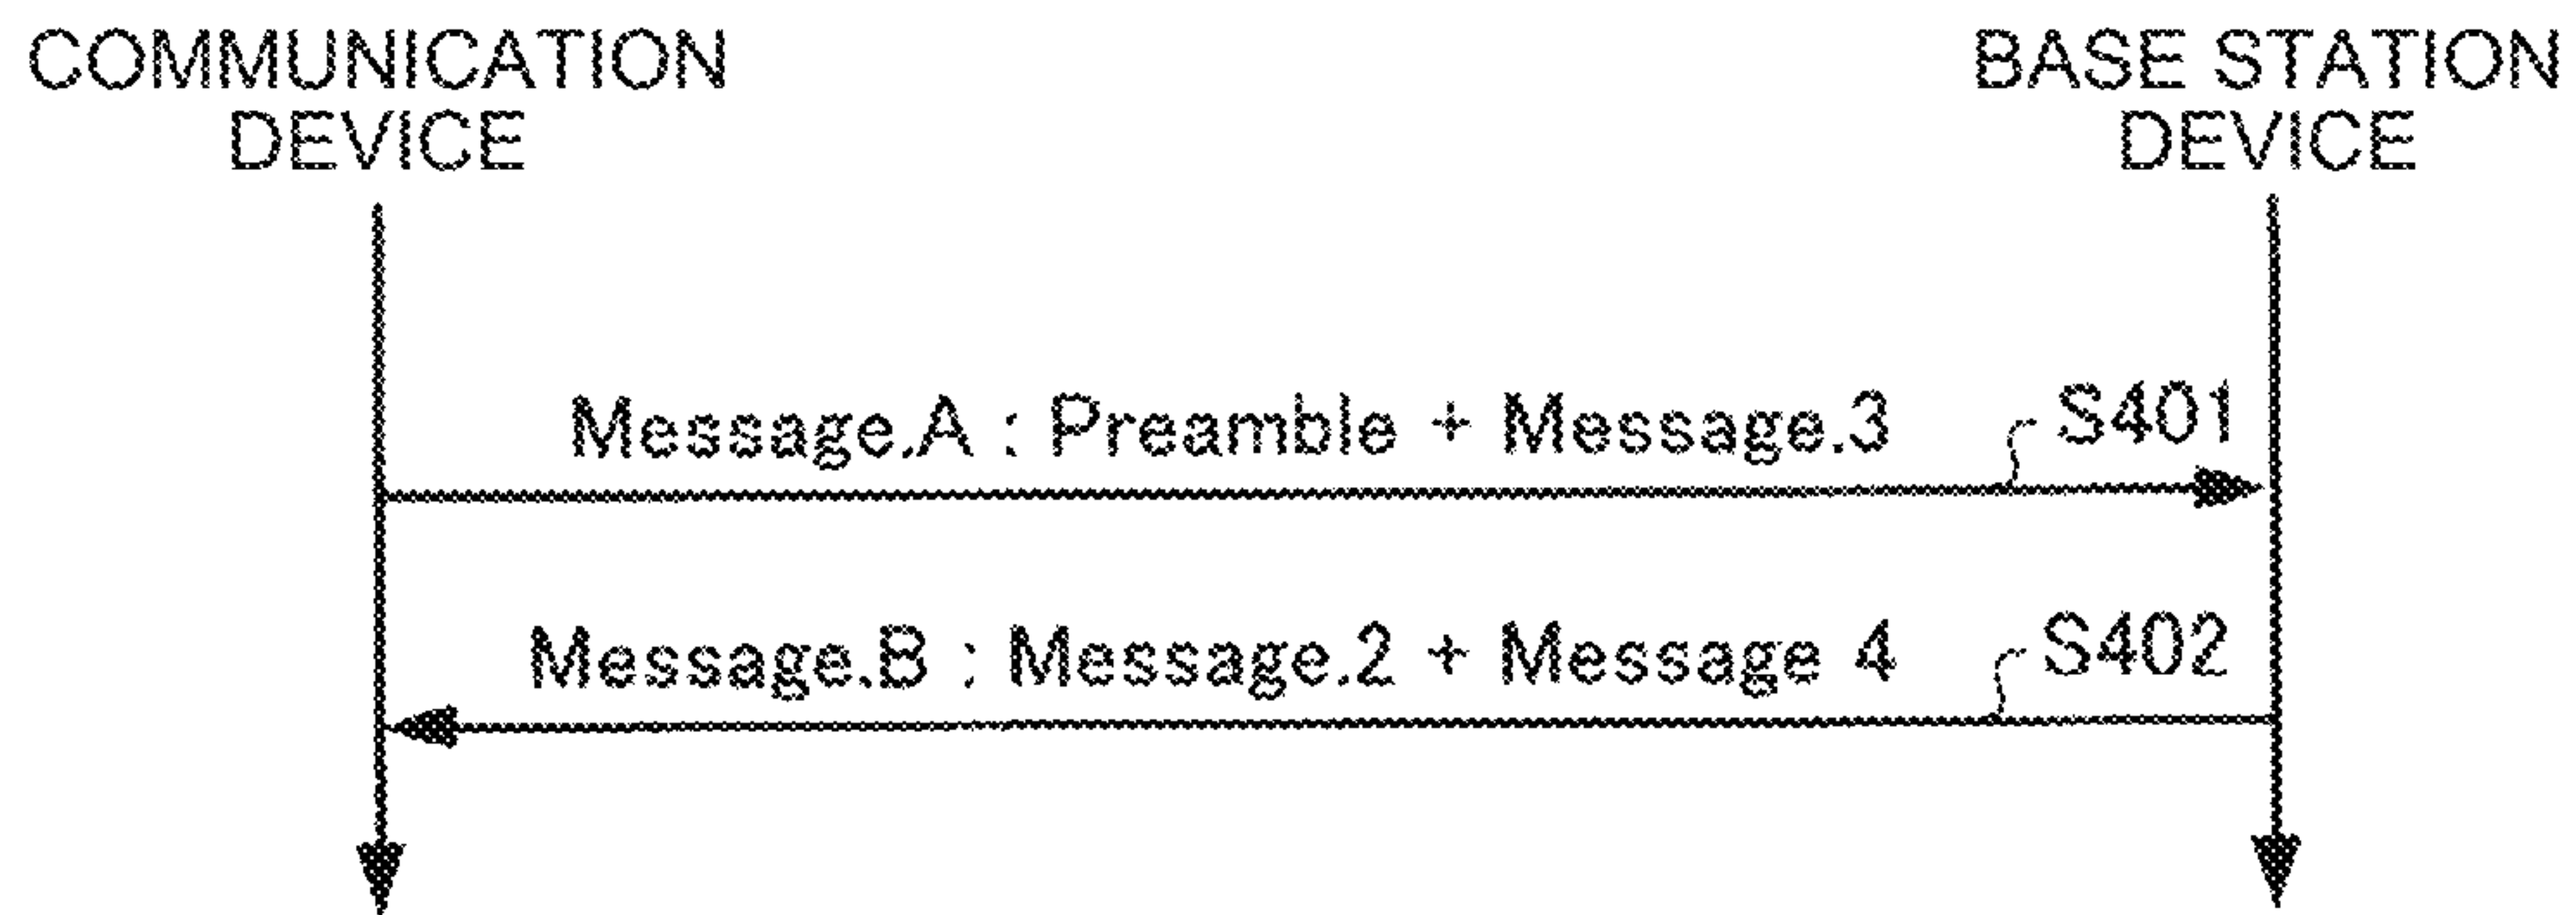 COMMUNICATION
DEVICE
BASE STATION
DEVICE
Message.A : Preamble + Message.3
S401
Message.B : Message.2 + Message 4
S402